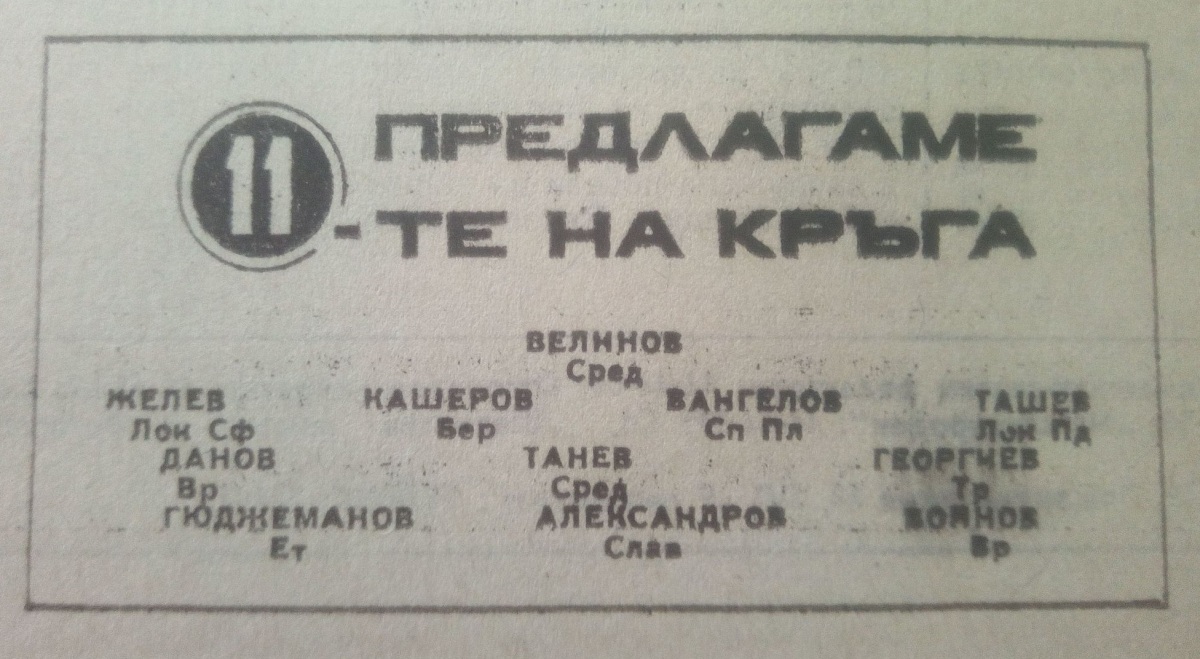 ПРЕДЛАГАМЕ
11-ТЕ НА КРЪГА
ВЕЛИНОВ
Сред
ЖЕЛЕВ КАШЕРОВ ВАНГЕЛОВ ТАШЕВ
Лок Сф Бер Сп Пл Лок Пд
ДАНОВ ТАНЕВ ГЕОРГИЕВ
Вр Сред Тр
ГЮДЖЕМАНОВ АЛЕКСАНДРОВ ВОЙНОВ
Ет Слав Вр